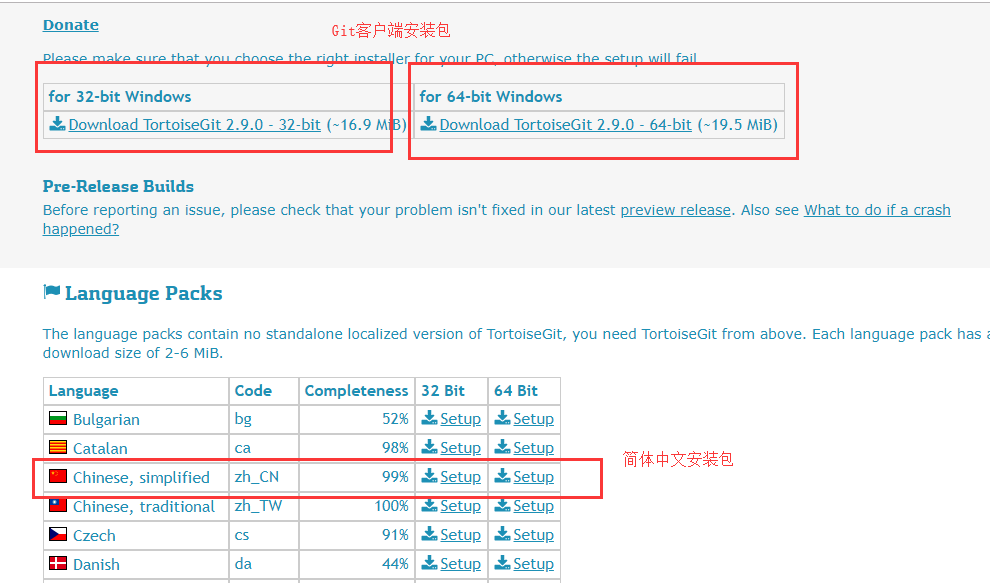 Donate
Git客户端安装包
Please make sure that you choose the right installer for your PC, otherwise the setup will fail.
for 32-bit Windows for 64-bit Windows
Download TortoiseGit 2.9.0 - 32-bit (~16.9 MiB) Download TortoiseGit 2.9.0 - 64-bit (~19.5 MiB)
Pre-Release Builds
Before reporting an issue, please check that your problem isn't fixed in our latest preview release. Also see What to do if a crash
happened?
Language Packs
The language packs contain no standalone localized version of TortoiseGit, you need TortoiseGit from above. Each language pack has a
download size of 2-6 MiB.
Language Code Completeness 32 Bit 64 Bit
Bulgarian bg 52% Setup Setup
Catalan ca 98% Setup Setup
简体中文安装包
Chinese, simplified zh_CN 99% Setup Setup
Chinese, traditional zh_TW 100% Setup Setup
Czech cs 91% Setup Setup
Danish da 44% Setup Setup